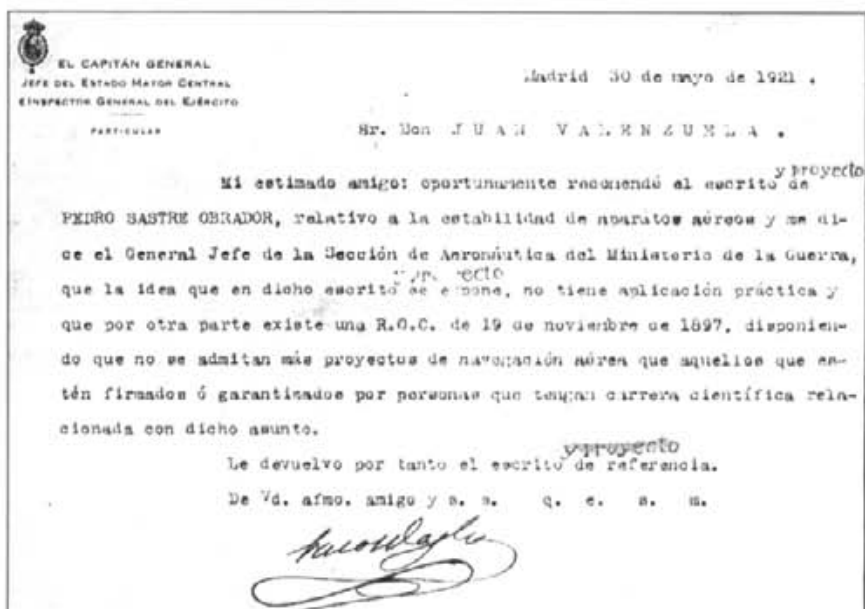 EL CAPITÁN GENERAL
JEFE DEL ESTADO MAYOR CENTRAL
É INSPECTOR GENERAL DEL EJÉRCITO
PARTICULAR
Madrid 30 de mayo de 1921 .
Sr. Don JUAN VALENZUELA .
y proyecto
Mi estimado amigo: oportunamente recomendé el escrito de
PEDRO SASTRE OBRADOR, relativo a la estabilidad de aparatos aéreos y me di-
ce el General Jefe de la Sección de Aeronáutica del Ministerio de la Guerra,
y proyecto
que la idea que en dicho escrito se expone, no tiene aplicación práctica y
que por otra parte existe una R.O.C. de 19 de noviembre de 1897, disponien-
do que no se admitan más proyectos de navegación aérea que aquellos que es-
tén firmados ó garantizados por personas que tengan carrera científica rela-
cionada con dicho asunto.
y proyecto
Le devuelvo por tanto el escrito de referencia.
De Vd. afmo. amigo y s. s. q. e. s. m.